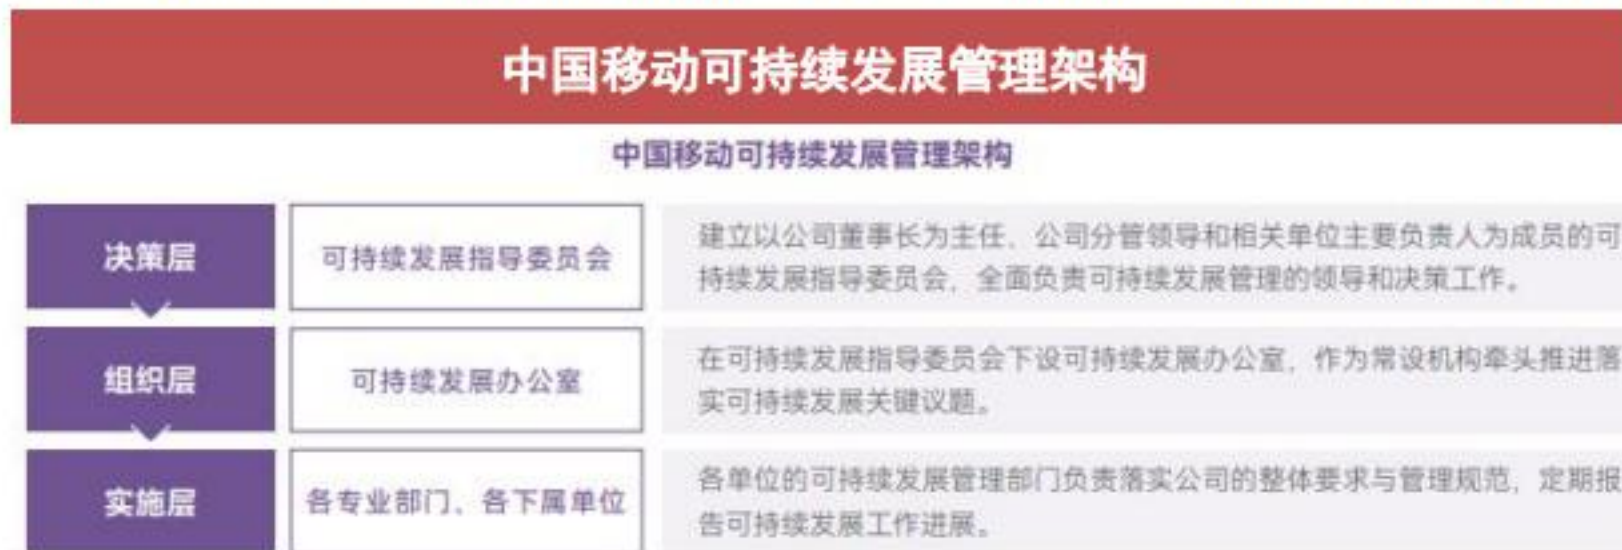 中国移动可持续发展管理架构
中国移动可持续发展管理架构
决策层
可持续发展指导委员会
建立以公司董事长为主任、公司分管领导和相关单位主要负责人为成员的可
持续发展指导委员会，全面负责可持续发展管理的领导和决策工作。
组织层
可持续发展办公室
在可持续发展指导委员会下设可持续发展办公室，作为常设机构牵头推进落
实可持续发展关键议题。
实施层
各专业部门、各下属单位
各单位的可持续发展管理部门负责落实公司的整体要求与管理规范，定期报
告可持续发展工作进展。